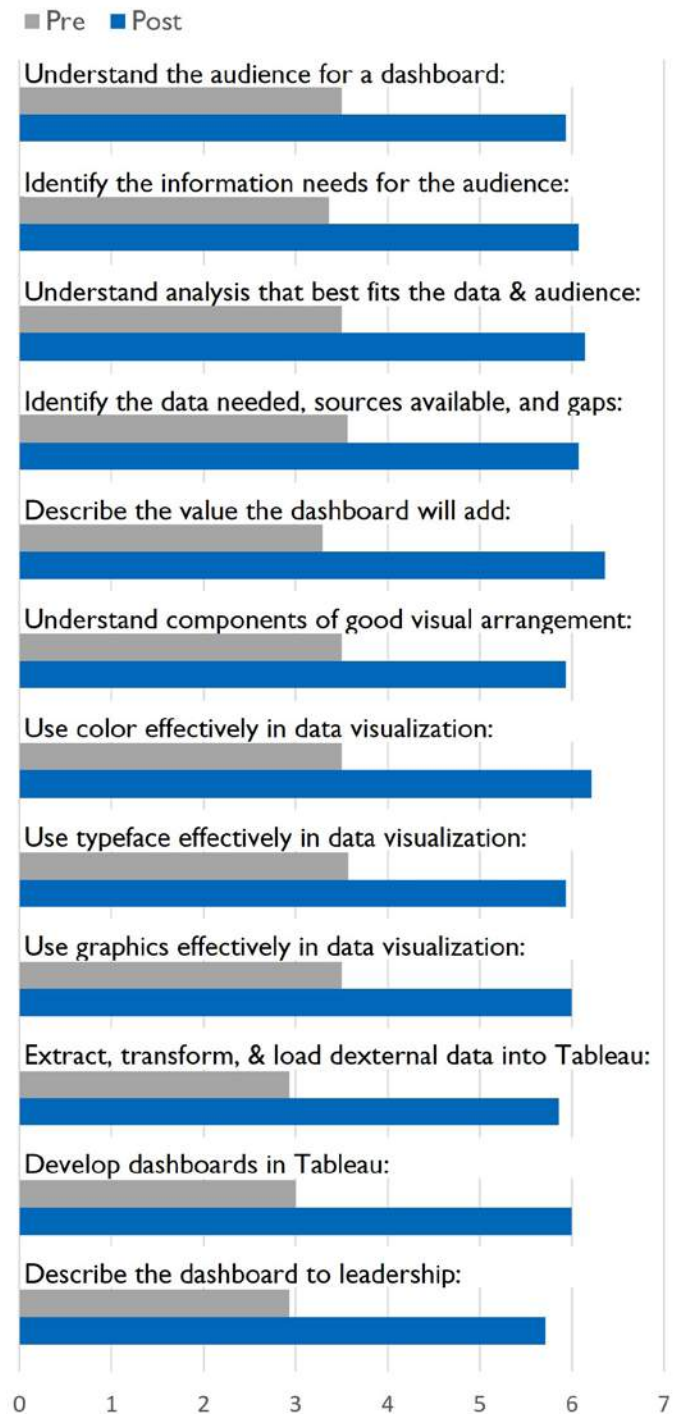 Pre Post
Understand the audience for a dashboard:
Identify the information needs for the audience:
Understand analysis that best fits the data & audience:
Identify the data needed, sources available, and gaps:
Describe the value the dashboard will add:
Understand components of good visual arrangement:
Use color effectively in data visualization:
Use typeface effectively in data visualization:
Use graphics effectively in data visualization:
Extract, transform, & load dexternal data into Tableau:
Develop dashboards in Tableau:
Describe the dashboard to leadership:
0 1 2 3 4 5 6 7